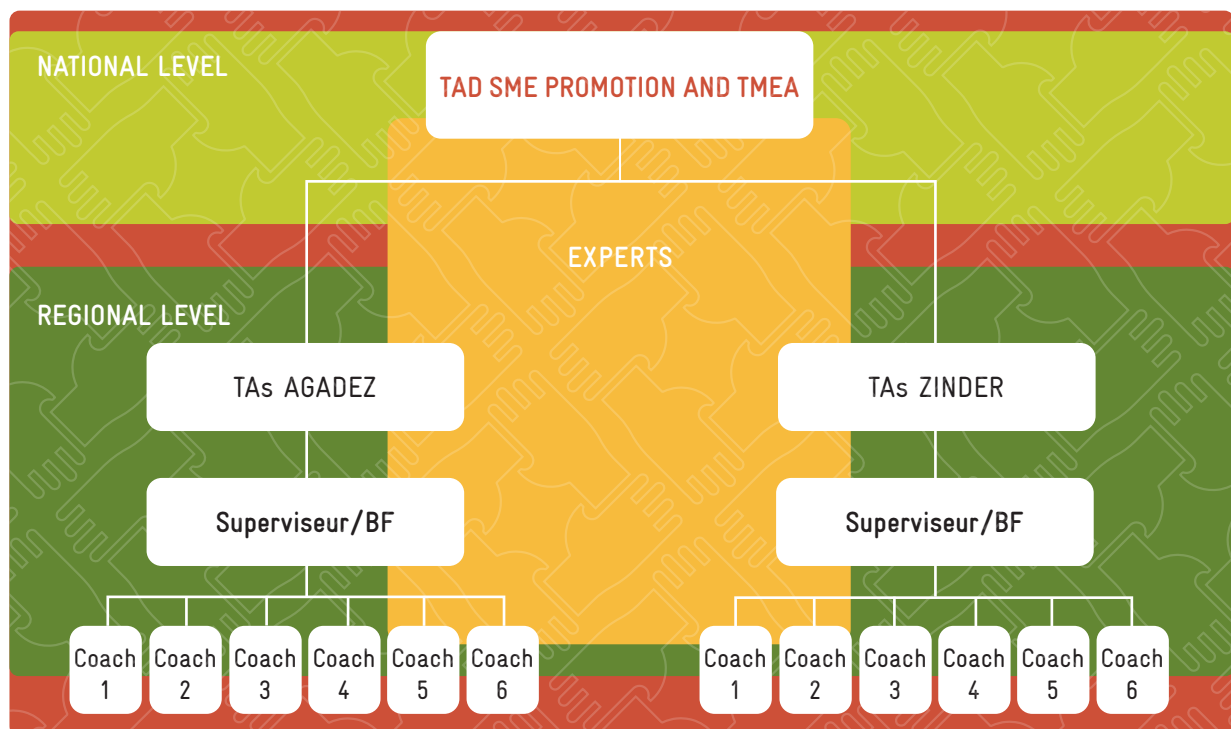 NATIONAL LEVEL
TAD SME PROMOTION AND TMEA
EXPERTS
REGIONAL LEVEL
TAs AGADEZ
TAs ZINDER
Superviseur/BF
Superviseur/BF
Coach
1
Coach
2
Coach
3
Coach
4
Coach
5
Coach
6
Coach
1
Coach
2
Coach
3
Coach
4
Coach
5
Coach
6